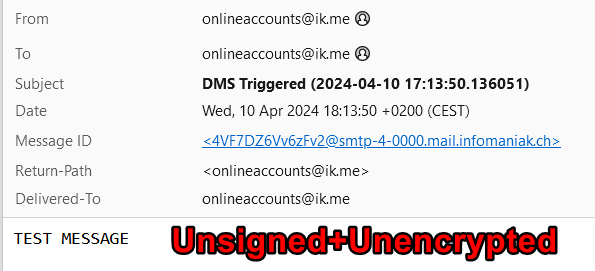 From onlineaccounts@ik.me
To onlineaccounts@ik.me
Subject DMS Triggered (2024-04-10 17:13:50.136051)
Date Wed, 10 Apr 2024 18:13:50 +0200 (CEST)
Message ID <4VF7DZ6Vv6zFv2@smtp-4-0000.mail.infomaniak.ch>
Return-Path <onlineaccounts@ik.me>
Delivered-To onlineaccounts@ik.me
TEST MESSAGE Unsigned+Unencrypted